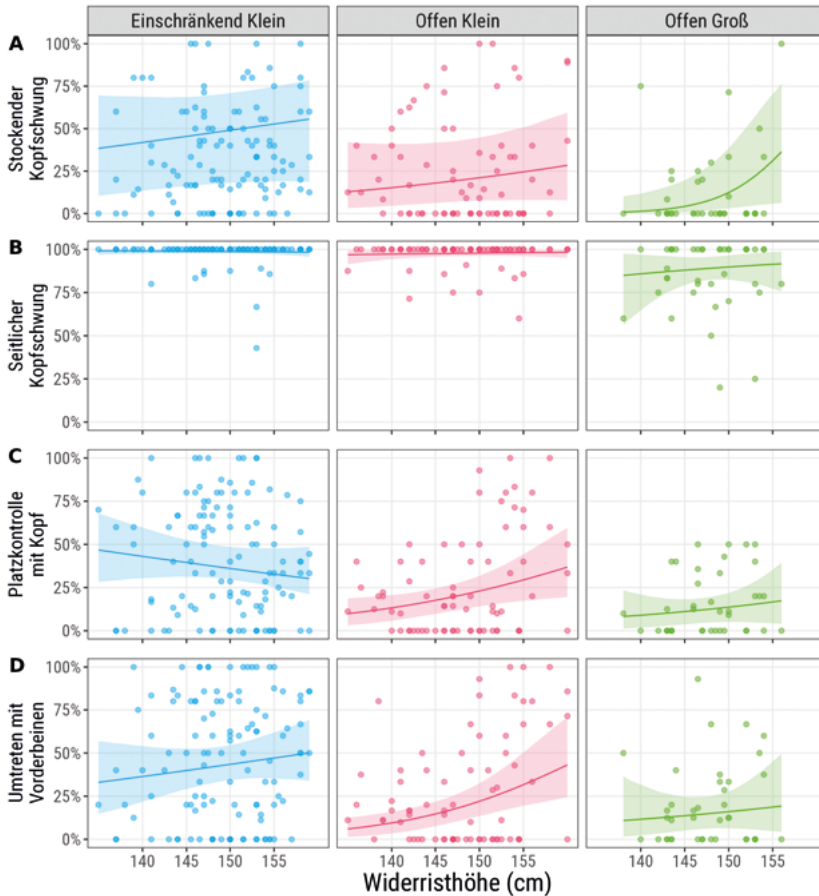 Einschränkend Klein
Offen Klein
Offen Groß
A
Stockender
Kopfschwung
100%
75%
50%
25%
0%
B
Seitlicher
Kopfschwung
100%
75%
50%
25%
0%
C
Platzkontrolle
mit Kopf
100%
75%
50%
25%
0%
D
Umtreten mit
Vorderbeinen
100%
75%
50%
25%
0%
140 145 150 155 140 145 150 155 140 145 150 155
Widerristhöhe (cm)